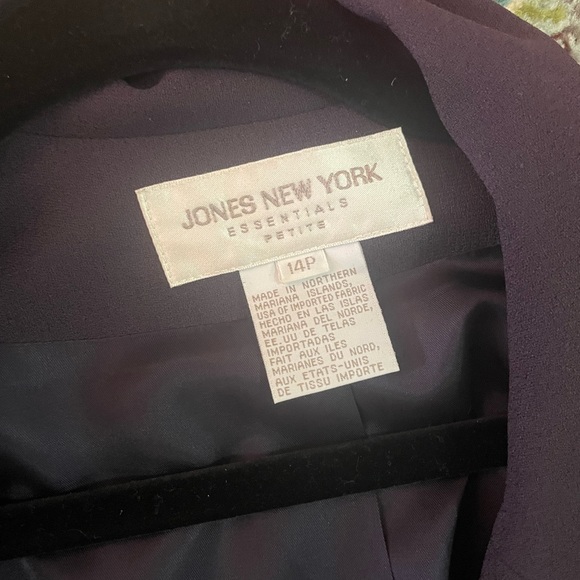 JONES NEW YORK
ESSENTIALS
PETITE
14P
MADE IN NORTHERN
MARIANA ISLANDS,
USA OF IMPORTED FABRIC
HECHO EN LAS ISLAS
MARIANA DEL NORDE,
EE.UU DE TELAS
IMPORTADAS
FAIT AUX ILES
MARIANES DU NORD,
AUX ETATS-UNIS
DE TISSU IMPORTE